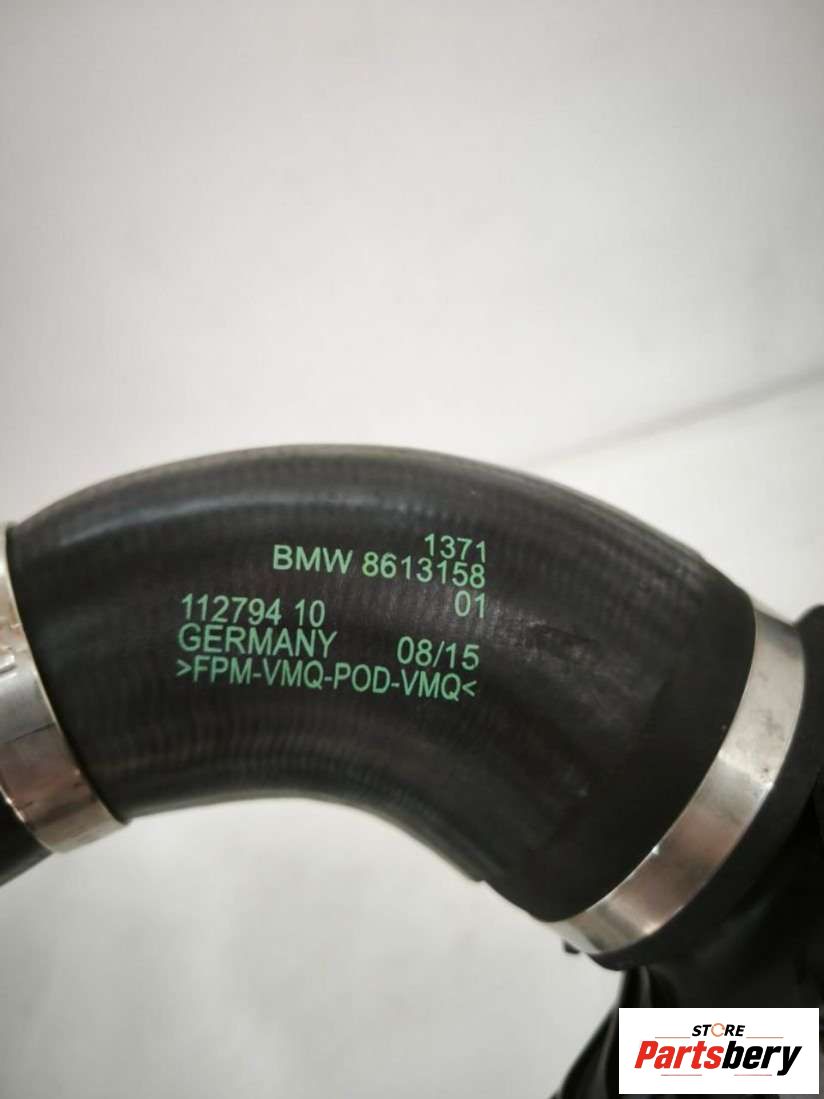 1371
BMW 8613158
01
112794 10
GERMANY 08/15
>FPM-VMQ-POD-VMQ<
STORE
Partsbery